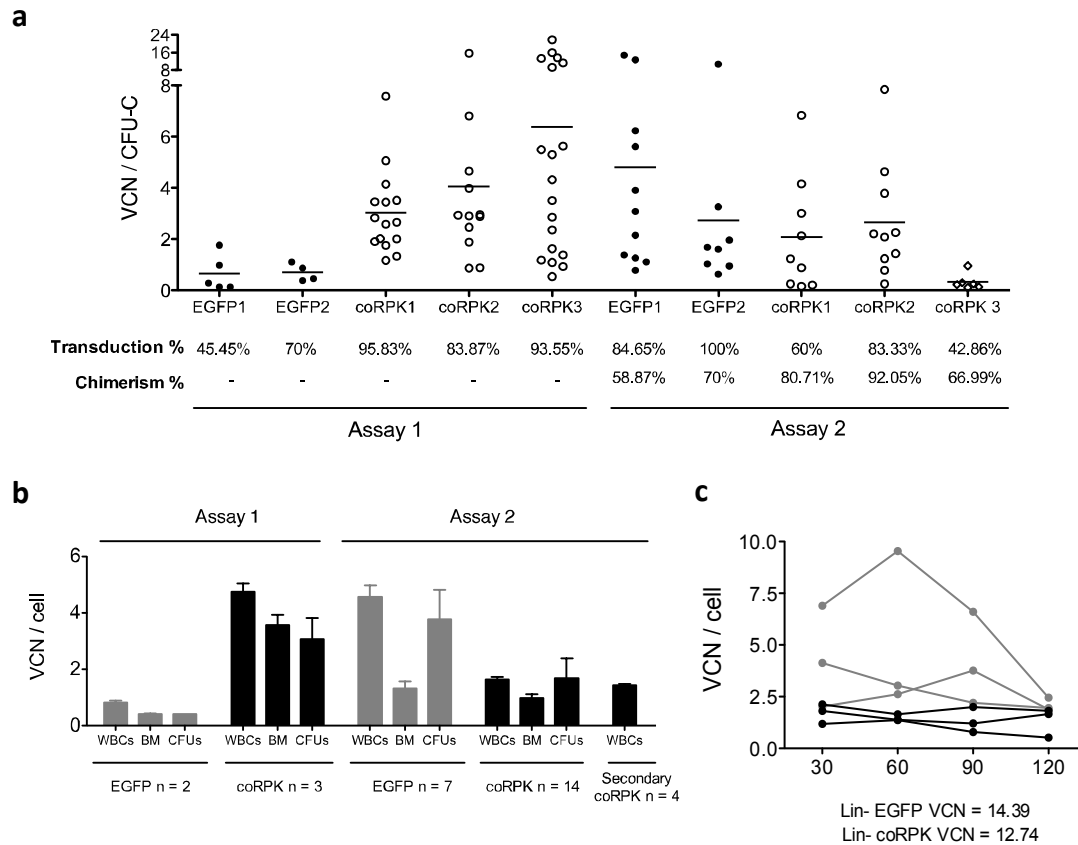 a
VCN / CFU-C
24
16
8
8
6
4
2
0
EGFP1 EGFP2 coRPK1 coRPK2 coRPK3 EGFP1 EGFP2 coRPK1 coRPK2 coRPK 3
Transduction % 45.45% 70% 95.83% 83.87% 93.55% 84.65% 100% 60% 83.33% 42.86%
Chimerism % - - - - - 58.87% 70% 80.71% 92.05% 66.99%
Assay 1 Assay 2
b
Assay 1 Assay 2
VCN / cell
6
4
2
0
WBCs BM CFUs WBCs BM CFUs WBCs BM CFUs WBCs BM CFUs WBCs
EGFP n = 2 coRPK n = 3 EGFP n = 7 coRPK n = 14 Secondary
coRPK n = 4
c
VCN / cell
10.0
7.5
5.0
2.5
0.0
30 60 90 120
Lin- EGFP VCN = 14.39
Lin- coRPK VCN = 12.74